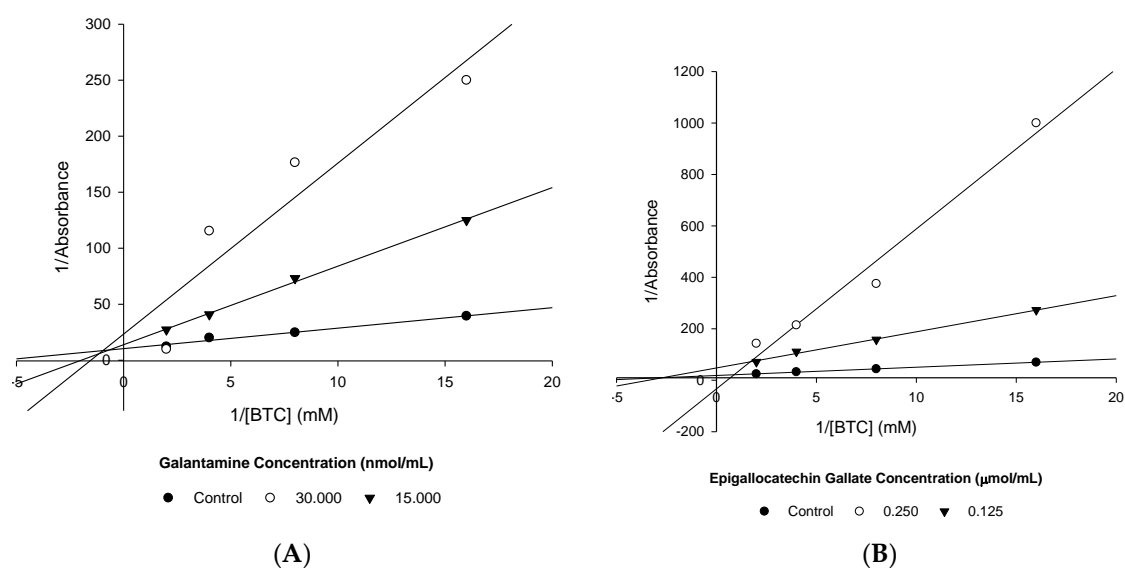 300
250
200
150
100
50
0
-5 0 5 10 15 20
1/Absorbance
1/[BTC] (mM)
Galantamine Concentration (nmol/mL)
Control 30.000 15.000
(A)
1200
1000
800
600
400
200
0
-200
-5 0 5 10 15 20
1/Absorbance
1/[BTC] (mM)
Epigallocatechin Gallate Concentration (μmol/mL)
Control 0.250 0.125
(B)